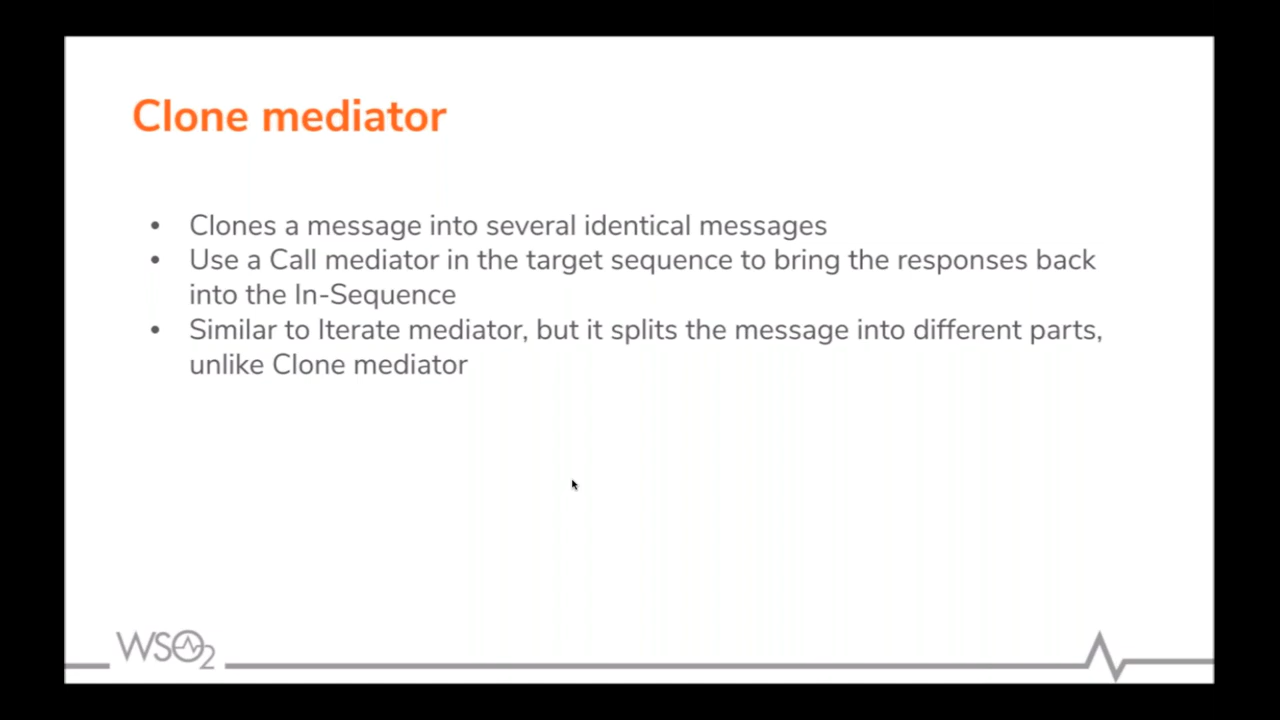 Clone mediator
• Clones a message into several identical messages
• Use a Call mediator in the target sequence to bring the responses back
into the In-Sequence
• Similar to Iterate mediator, but it splits the message into different parts,
unlike Clone mediator
WSO2